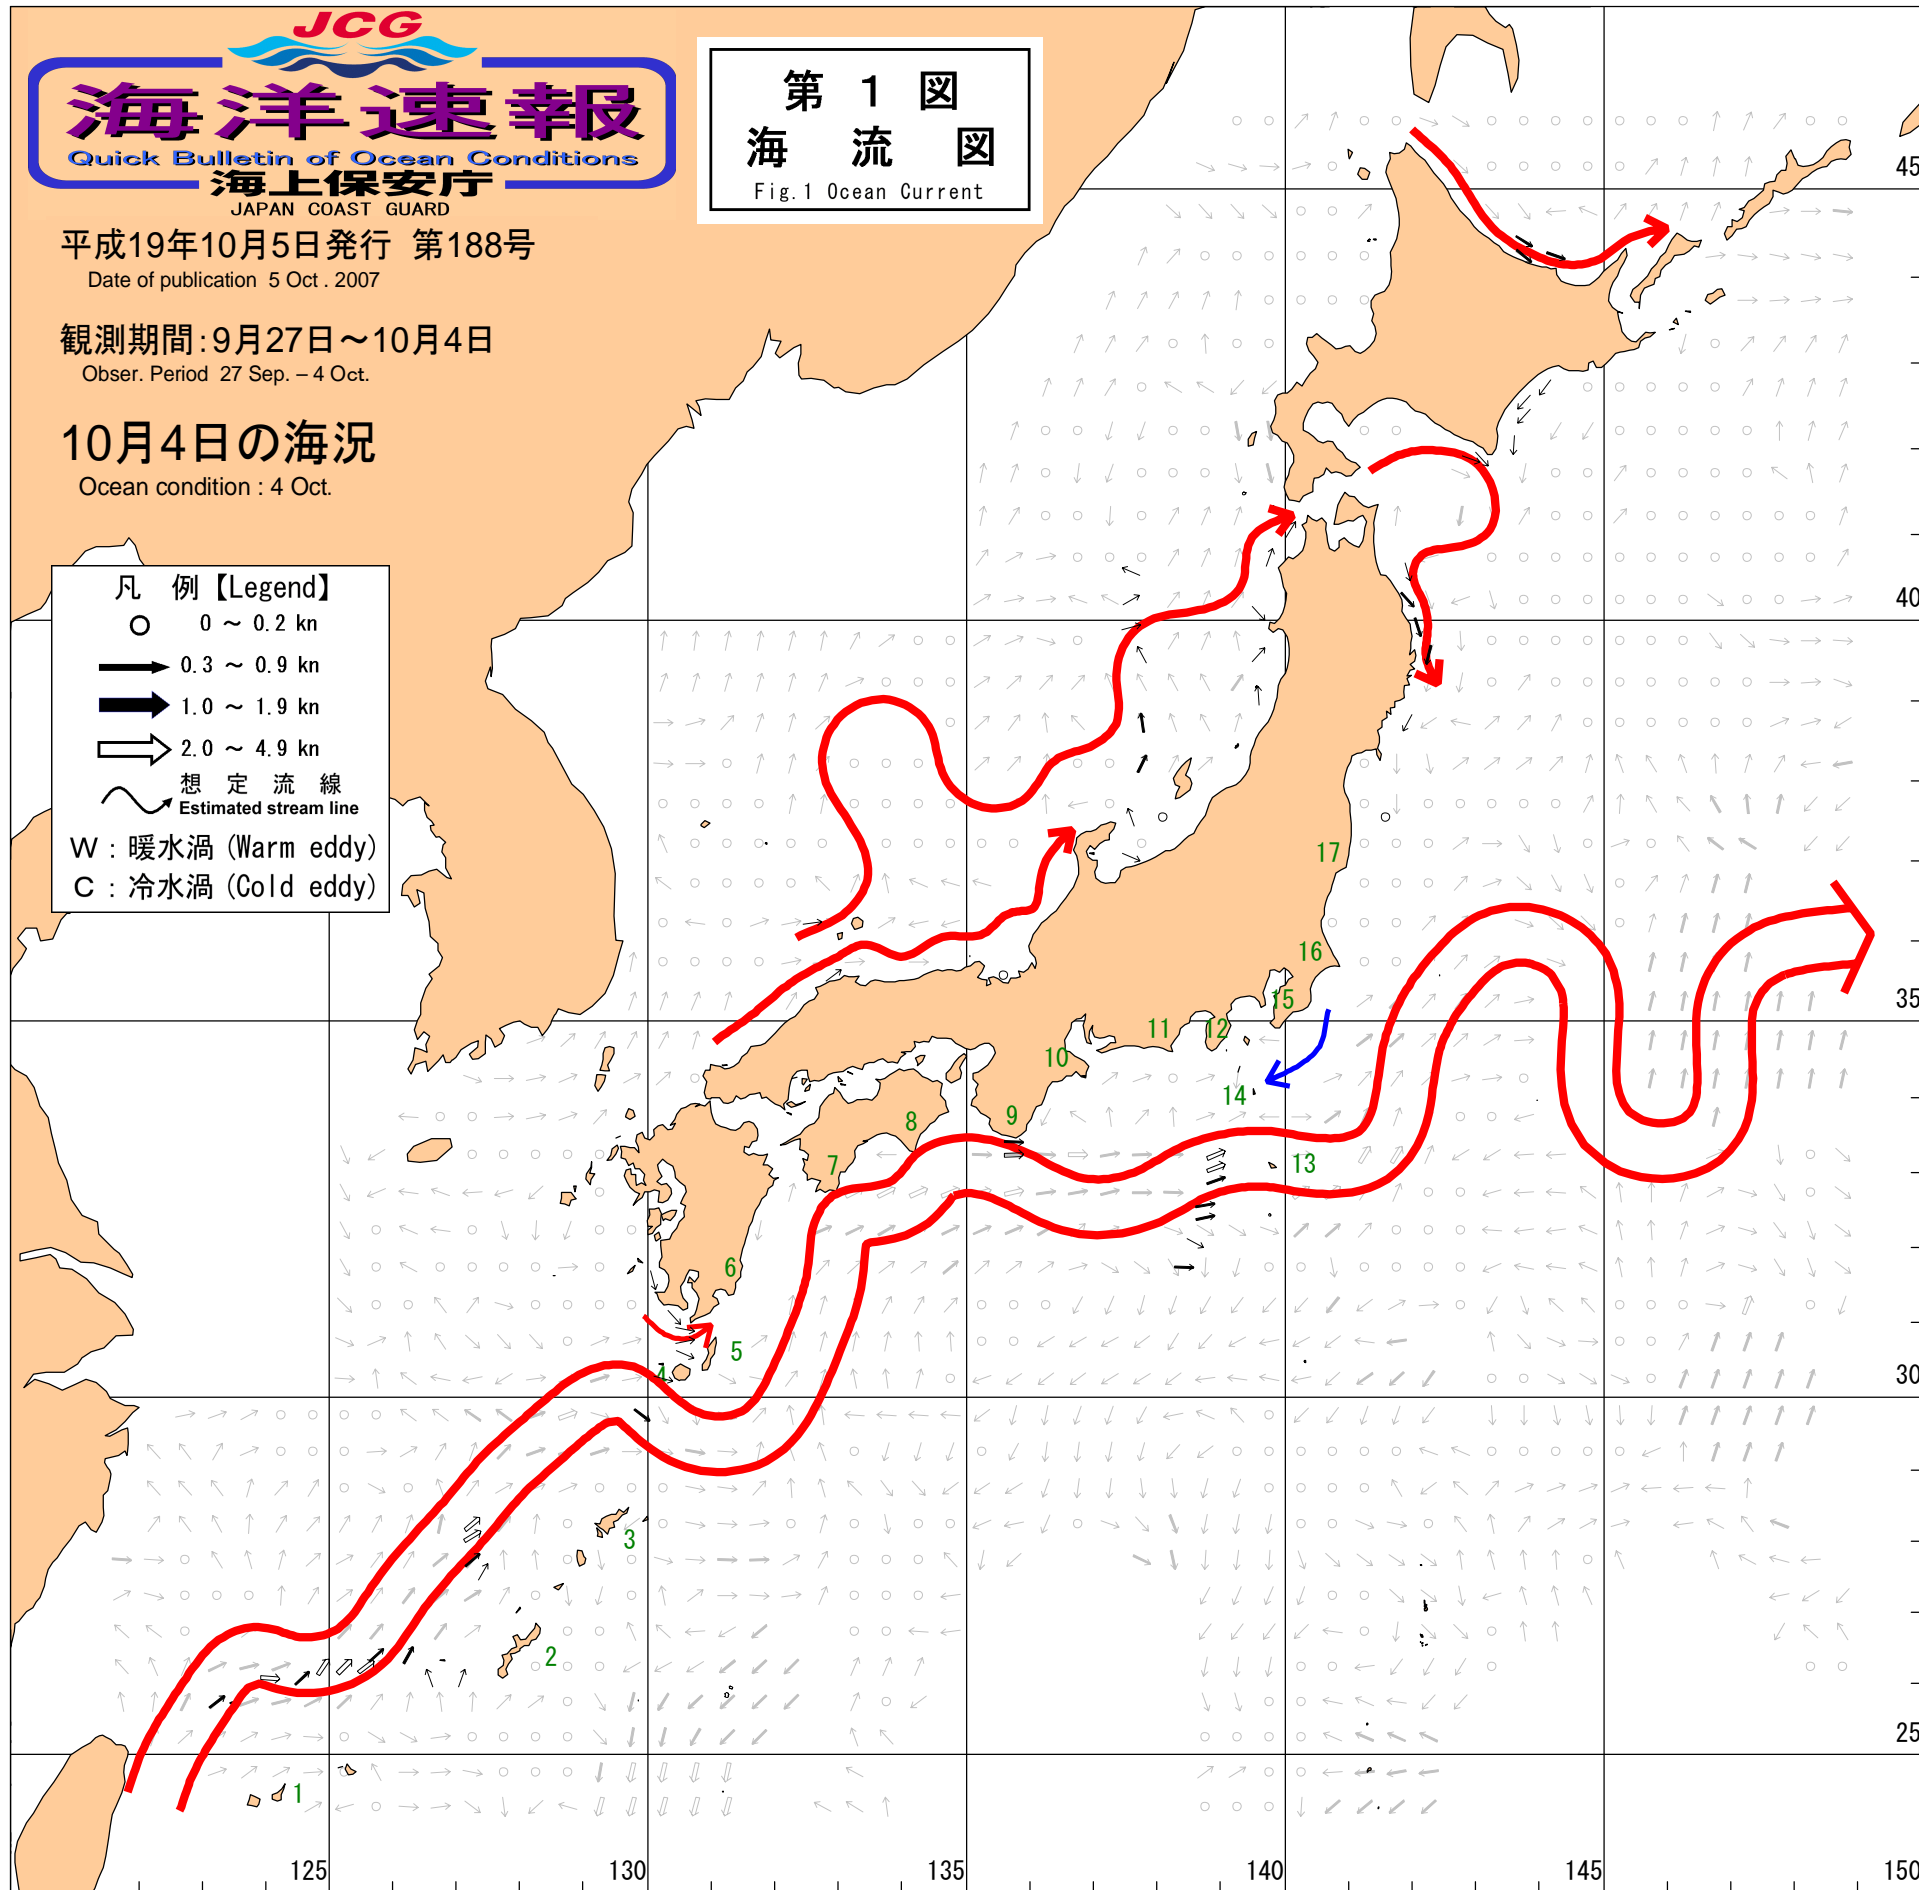 JCG
海洋速報
Quick Bulletin of Ocean Conditions
海上保安庁
JAPAN COAST GUARD
第 1 図
海 流 図
Fig.1 Ocean Current
平成19年10月5日発行 第188号
Date of publication 5 Oct . 2007
観測期間:9月27日~10月4日
Obser. Period 27 Sep. – 4 Oct.
10月4日の海況
Ocean condition : 4 Oct.
凡 例【Legend】
0 ~ 0.2 kn
0.3 ~ 0.9 kn
1.0 ~ 1.9 kn
2.0 ~ 4.9 kn
想 定 流 線
Estimated stream line
W : 暖水渦 (Warm eddy)
C : 冷水渦 (Cold eddy)
45
40
17
16
15
35
12
11
10
14
9
8
13
7
6
5
4
30
3
2
25
1
125
130
135
140
145
150